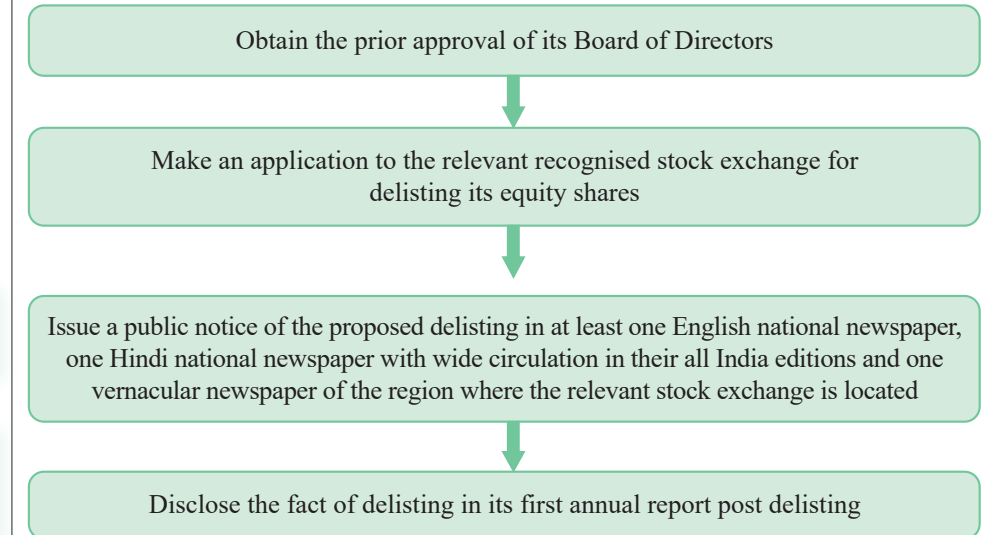 Obtain the prior approval of its Board of Directors
Make an application to the relevant recognised stock exchange for
delisting its equity shares
Issue a public notice of the proposed delisting in at least one English national newspaper,
one Hindi national newspaper with wide circulation in their all India editions and one
vernacular newspaper of the region where the relevant stock exchange is located
Disclose the fact of delisting in its first annual report post delisting